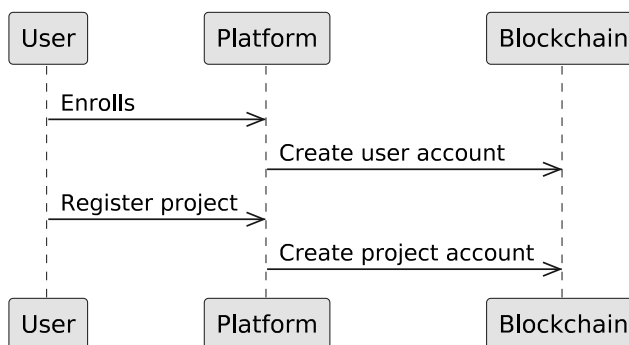 User Platform Blockchain
Enrolls
Create user account
Register project
Create project account
User Platform Blockchain